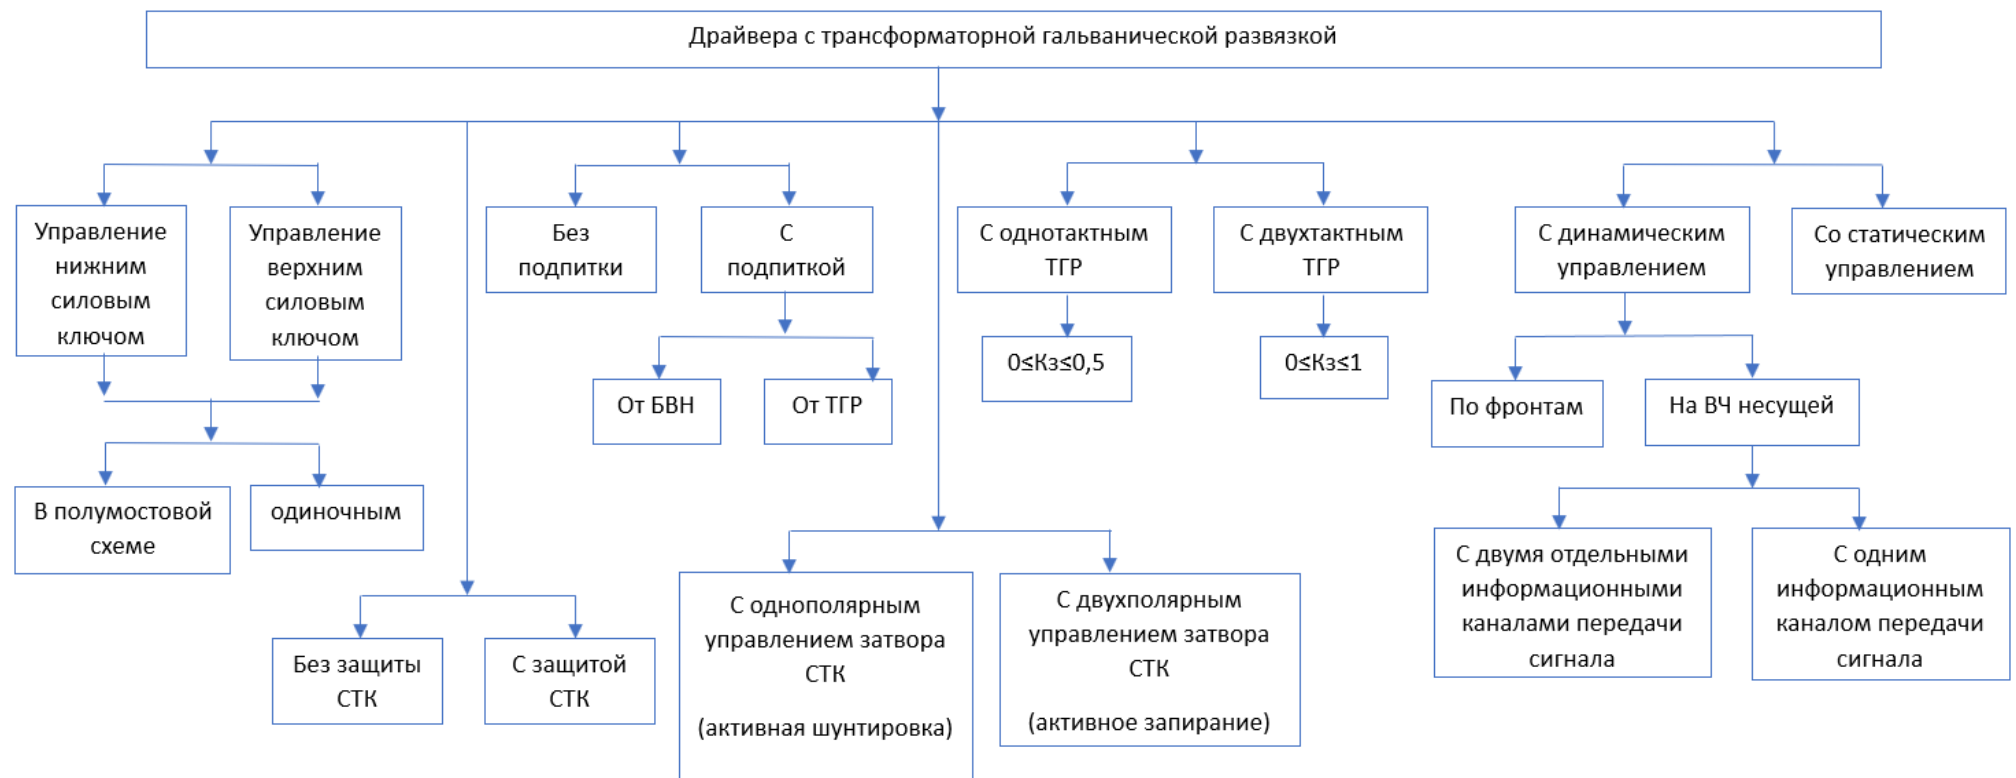 Драйвера с трансформаторной гальванической развязкой
Управление
нижним
силовым
ключом
Управление
верхним
силовым
ключом
Без
подпитки
С
подпиткой
С однотактным
ТГР
С двухтактным
ТГР
С динамическим
управлением
Со статическим
управлением
От БВН
От ТГР
0≤Кз≤0,5
0≤Кз≤1
По фронтам
На ВЧ несущей
В полумостовой
схеме
одиночным
Без защиты
СТК
С защитой
СТК
С однополярным
управлением затвора
СТК
(активная шунтировка)
С двухполярным
управлением затвора
СТК
(активное запирание)
С двумя отдельными
информационными
каналами передачи
сигнала
С одним
информационным
каналом передачи
сигнала